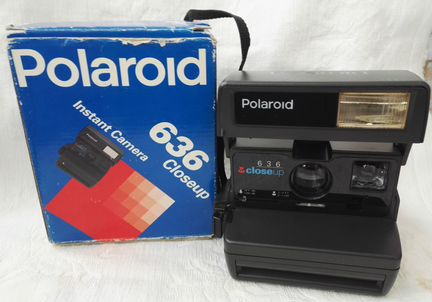 Polaroid
Instant Camera
636
Closeup
Polaroid
636
closeup